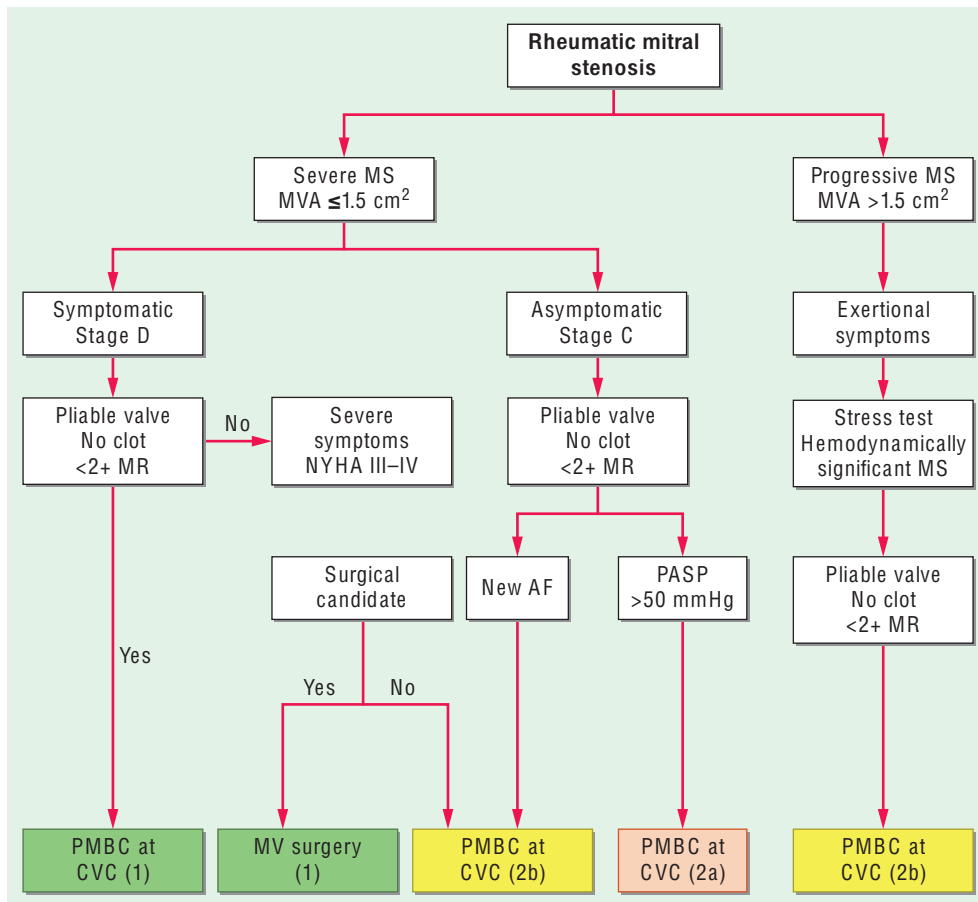 Rheumatic mitral
stenosis
Severe MS
MVA ≤1.5 cm²
Progressive MS
MVA >1.5 cm²
Symptomatic
Stage D
Asymptomatic
Stage C
Exertional
symptoms
Pliable valve
No clot
<2+ MR
No
Severe
symptoms
NYHA III–IV
Pliable valve
No clot
<2+ MR
Stress test
Hemodynamically
significant MS
Surgical
candidate
New AF
PASP
>50 mmHg
Pliable valve
No clot
<2+ MR
Yes
Yes
No
PMBC at
CVC (1)
MV surgery
(1)
PMBC at
CVC (2b)
PMBC at
CVC (2a)
PMBC at
CVC (2b)